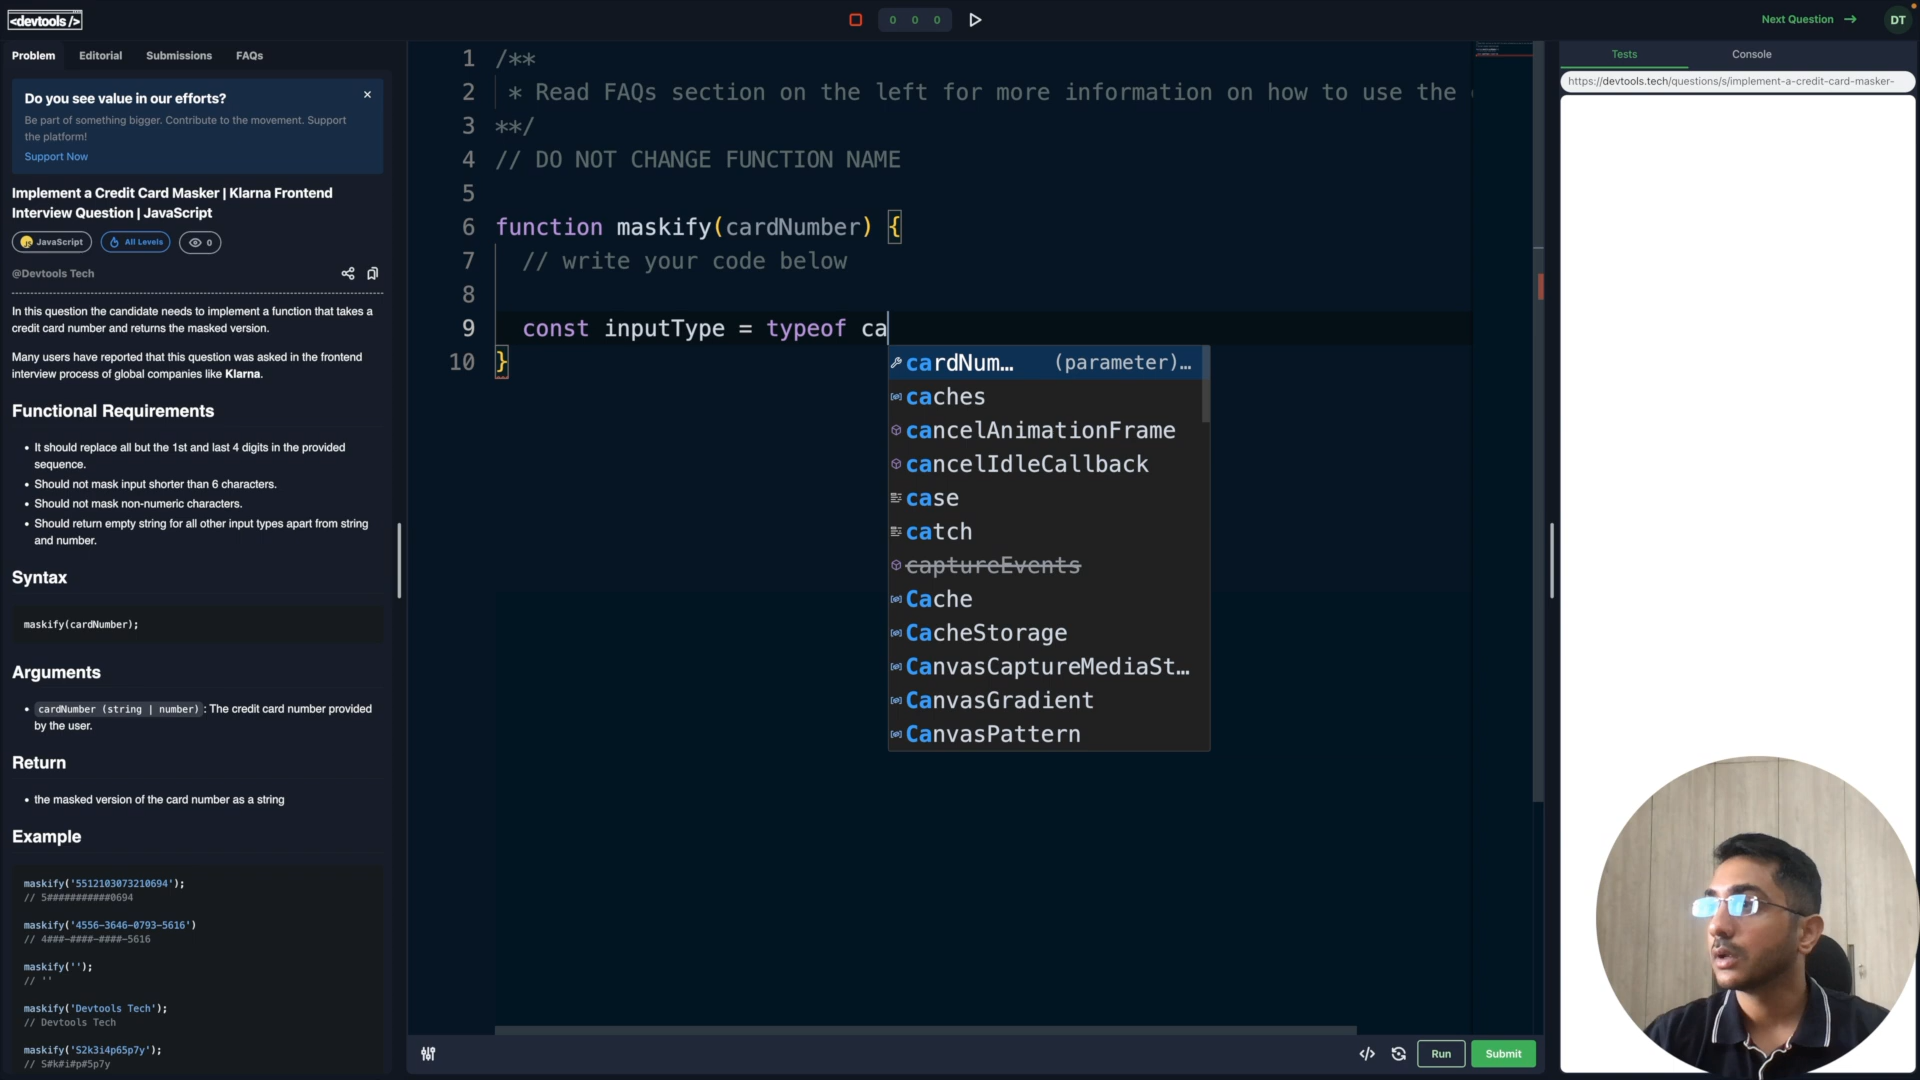 <devtools />
0 0 0
Next Question →
DT
Problem
Editorial
Submissions
FAQs
Do you see value in our efforts?
Be part of something bigger. Contribute to the movement. Support
the platform!
Support Now
Implement a Credit Card Masker | Klarna Frontend
Interview Question | JavaScript
JavaScript
All Levels
0
@Devtools Tech
In this question the candidate needs to implement a function that takes a
credit card number and returns the masked version.
Many users have reported that this question was asked in the frontend
interview process of global companies like Klarna.
Functional Requirements
• It should replace all but the 1st and last 4 digits in the provided
sequence.
• Should not mask input shorter than 6 characters.
• Should not mask non-numeric characters.
• Should return empty string for all other input types apart from string
and number.
Syntax
maskify(cardNumber);
Arguments
• cardNumber (string | number) : The credit card number provided
by the user.
Return
• the masked version of the card number as a string
Example
maskify('5512103073210694');
// 5###########0694
maskify('4556-3646-0793-5616')
// 4###-####-####-5616
maskify('');
// ''
maskify('Devtools Tech');
// Devtools Tech
maskify('S2k3i4p65p7y');
// S#k#i#p#5p7y
1 /**
2 * Read FAQs section on the left for more information on how to use the
3 **/
4 // DO NOT CHANGE FUNCTION NAME
5
6 function maskify(cardNumber) {
7 // write your code below
8
9 const inputType = typeof ca
10 }
cardNum… (parameter)…
caches
cancelAnimationFrame
cancelIdleCallback
case
catch
captureEvents
Cache
CacheStorage
CanvasCaptureMediaSt…
CanvasGradient
CanvasPattern
Run
Submit
Tests
Console
https://devtools.tech/questions/s/implement-a-credit-card-masker-